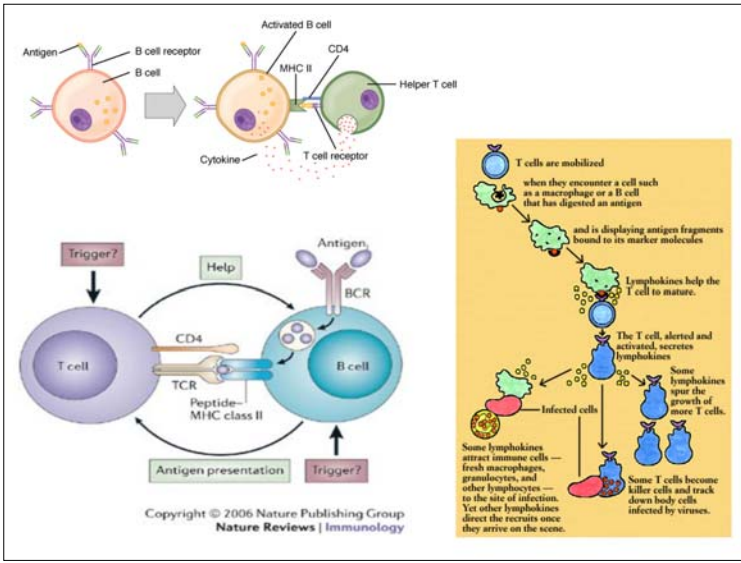 Antigen
B cell receptor
B cell
Activated B cell
MHC II
CD4
Helper T cell
T cell receptor
Cytokine
Trigger?
Help
Antigen
BCR
CD4
T cell
B cell
TCR
Peptide–
MHC class II
Antigen presentation
Trigger?
Copyright © 2006 Nature Publishing Group
Nature Reviews | Immunology
T cells are mobilized
when they encounter a cell such
as a macrophage or a B cell
that has digested an antigen
and is displaying antigen fragments
bound to its marker molecules
Lymphokines help the
T cell to mature.
The T cell, alerted and
activated, secretes
lymphokines
Some
lymphokines
spur the
growth of
more T cells.
Infected cells
Some lymphokines
attract immune cells —
fresh macrophages,
granulocytes, and
other lymphocytes —
to the site of infection.
Yet other lymphokines
direct the recruits once
they arrive on the scene.
Some T cells become
killer cells and track
down body cells
infected by viruses.